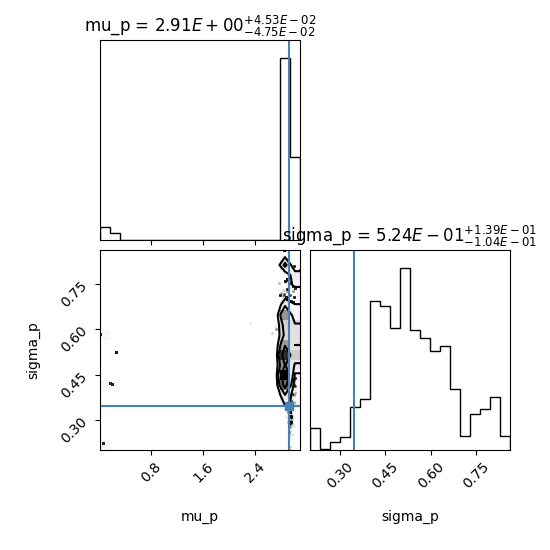 mu_p = 2.91E + 00^{+4.53E−02}_{−4.75E−02}
sigma_p = 5.24E − 01^{+1.39E−01}_{−1.04E−01}
sigma_p
0.75
0.60
0.45
0.30
0.8 1.6 2.4
0.30 0.45 0.60 0.75
mu_p
sigma_p